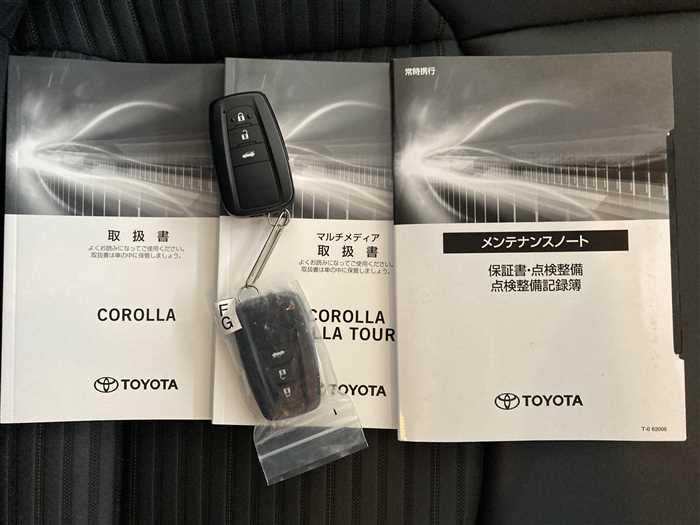 取扱書
よくお読みになってご使用ください。
取扱書は車の中に保管しましょう。
COROLLA
TOYOTA
マルチメディア
取扱書
よくお読みになってご使用ください。
取扱書は車の中に保管しましょう。
COROLLA
LLA TOUR
TOYOTA
常時携行
メンテナンスノート
保証書・点検整備
点検整備記録簿
TOYOTA